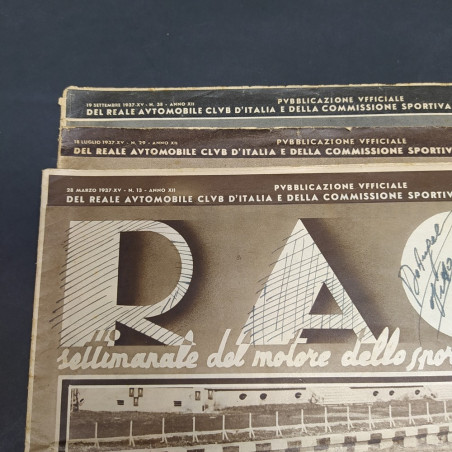 19 SETTEMBRE 1937·XV - N. 38 - ANNO XII
PVBBLICAZIONE VFFICIALE
DEL REALE AVTOMOBILE CLVB D'ITALIA E DELLA COMMISSIONE SPORTIVA
18 LUGLIO 1937·XV - N. 29 - ANNO XII
PVBBLICAZIONE VFFICIALE
DEL REALE AVTOMOBILE CLVB D'ITALIA E DELLA COMMISSIONE SPORTIVA
28 MARZO 1937·XV - N. 13 - ANNO XII
PVBBLICAZIONE VFFICIALE
DEL REALE AVTOMOBILE CLVB D'ITALIA E DELLA COMMISSIONE SPORTIV
RAC
settimanale del motore dello spor